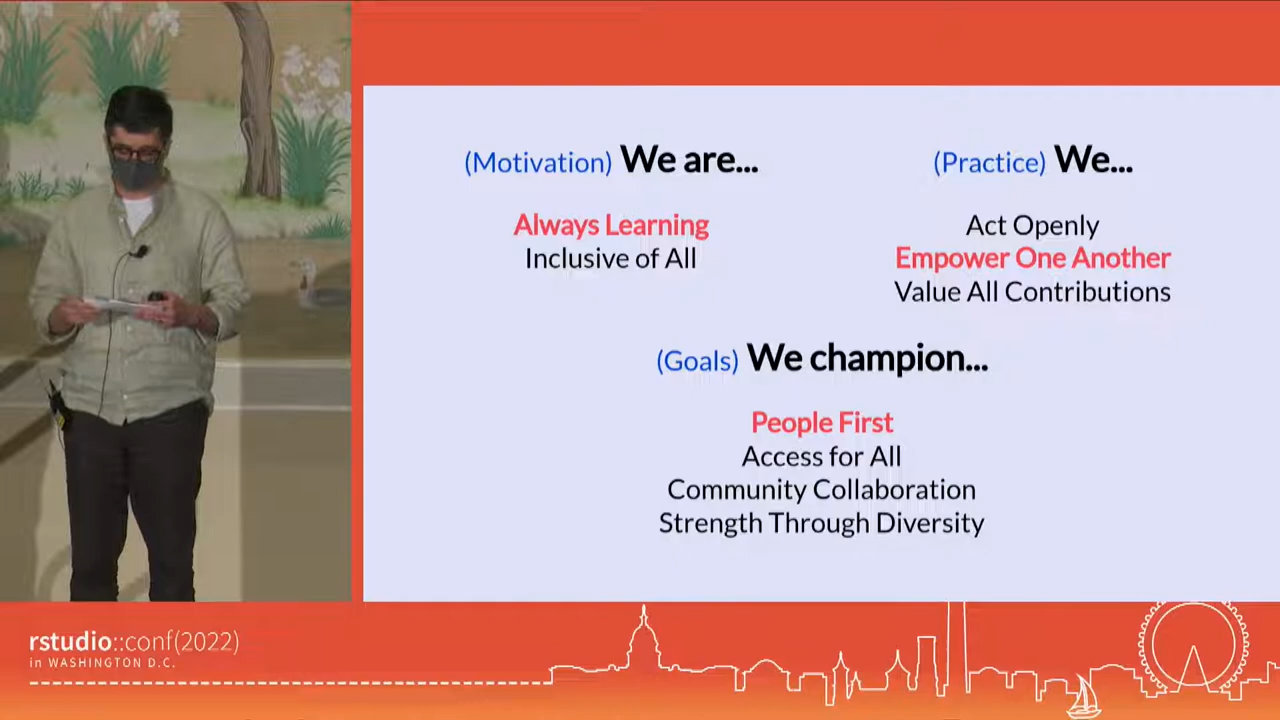 (Motivation) We are...
Always Learning
Inclusive of All
(Practice) We...
Act Openly
Empower One Another
Value All Contributions
(Goals) We champion...
People First
Access for All
Community Collaboration
Strength Through Diversity
rstudio::conf(2022)
in WASHINGTON D.C.